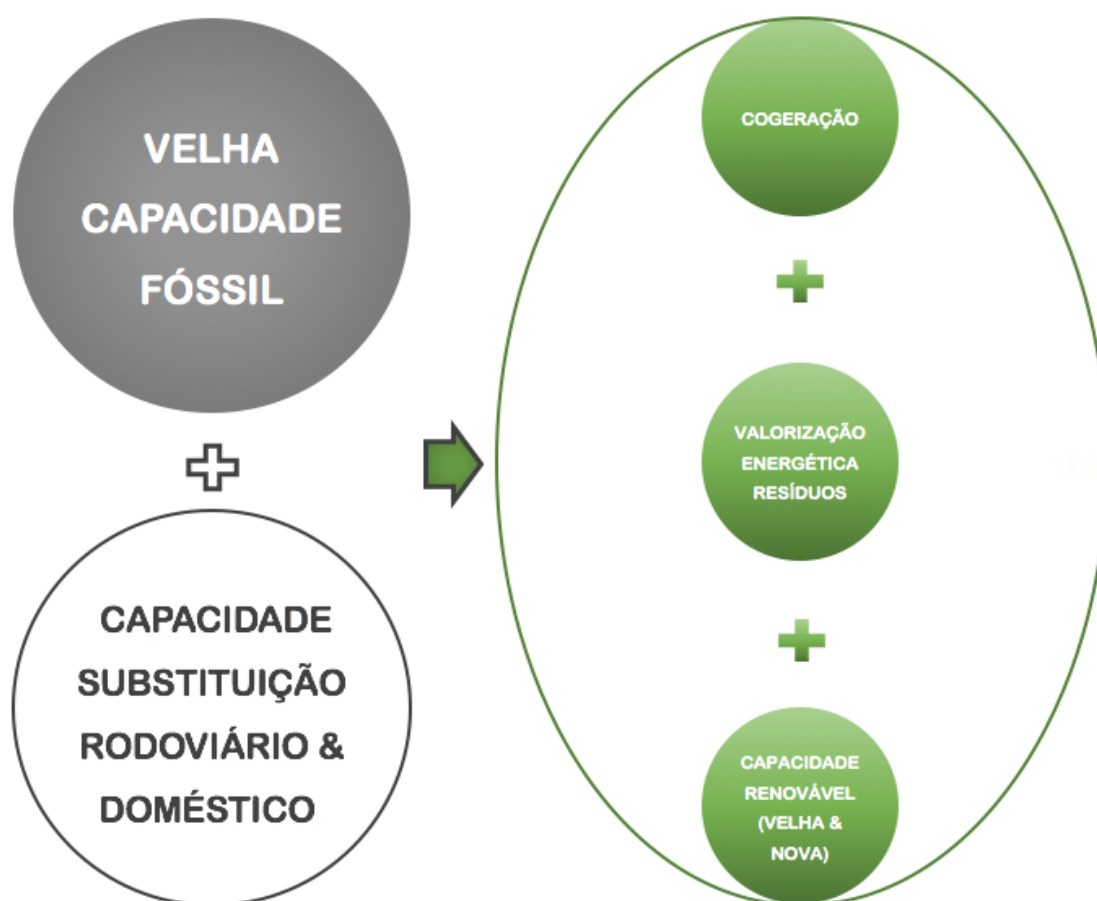 VELHA
CAPACIDADE
FÓSSIL
CAPACIDADE
SUBSTITUIÇÃO
RODOVIÁRIO &
DOMÉSTICO
COGERAÇÃO
VALORIZAÇÃO
ENERGÉTICA
RESÍDUOS
CAPACIDADE
RENOVÁVEL
(VELHA &
NOVA)